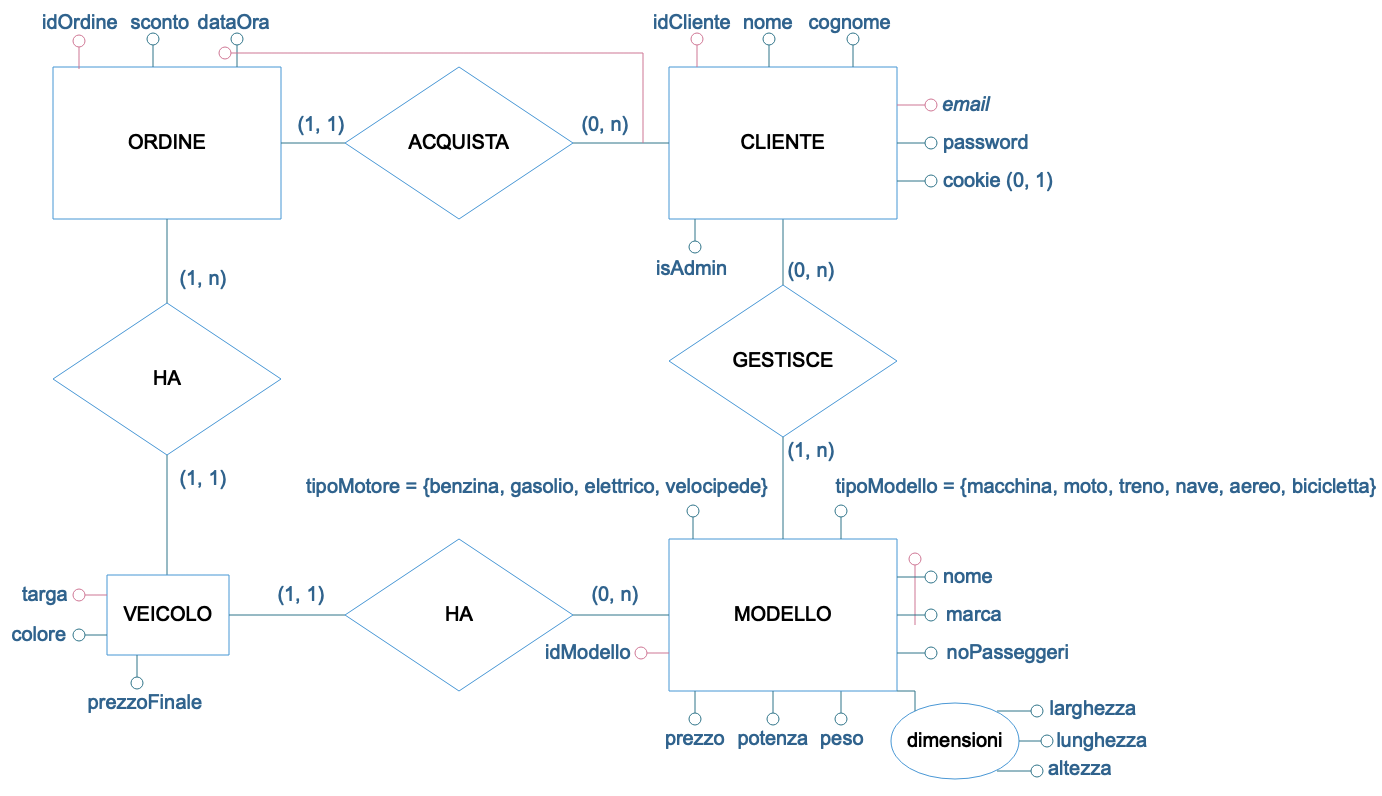 idOrdine sconto dataOra
idCliente nome cognome
ORDINE
(1, 1)
ACQUISTA
(0, n)
CLIENTE
email
password
cookie (0, 1)
isAdmin
(1, n)
(0, n)
HA
GESTISCE
(1, 1)
(1, n)
tipoMotore = {benzina, gasolio, elettrico, velocipede}
tipoModello = {macchina, moto, treno, nave, aereo, bicicletta}
targa
colore
VEICOLO
prezzoFinale
(1, 1)
HA
(0, n)
MODELLO
nome
marca
noPasseggeri
idModello
prezzo potenza peso
dimensioni
larghezza
lunghezza
altezza